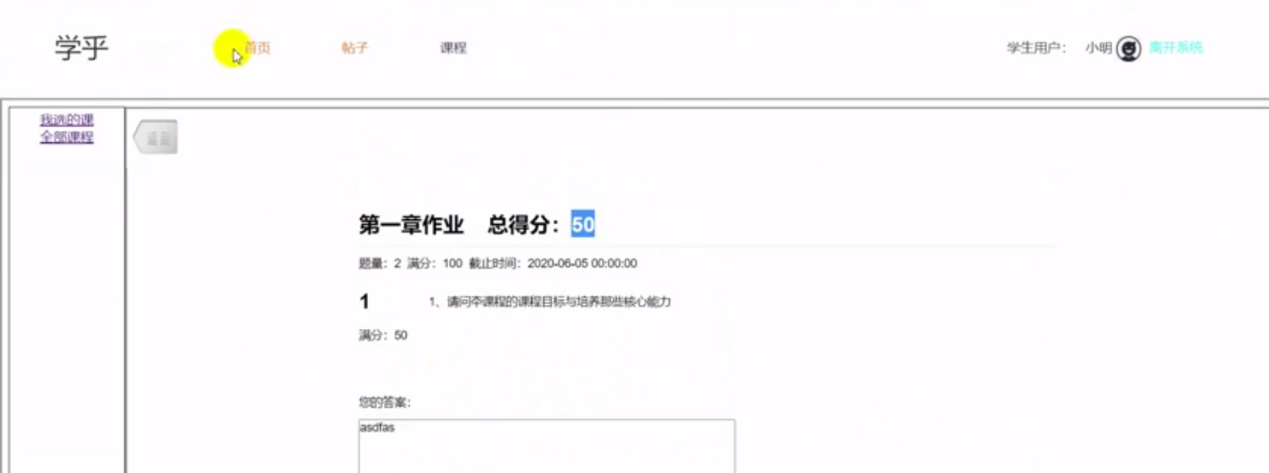 学乎 首页 帖子 课程 学生用户： 小明 离开系统
我选的课
全部课程
返回
第一章作业 总得分：50
题量：2 满分：100 截止时间：2020-06-05 00:00:00
1 1、请问本课程的课程目标与培养那些核心能力
满分：50
您的答案：
asdfas